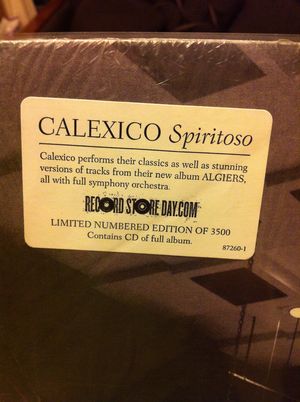 CALEXICO Spiritoso
Calexico performs their classics as well as stunning
versions of tracks from their new album ALGIERS,
all with full symphony orchestra.
RECORD STORE DAY.COM
LIMITED NUMBERED EDITION OF 3500
Contains CD of full album.
87260-1